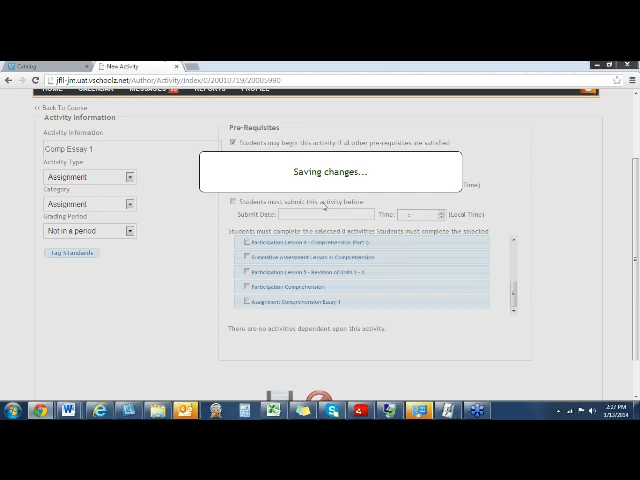 Catalog
New Activity
jfll-jm.uat.vschoolz.net/Author/Activity/Index/0/20010719/20005990
HOME CALENDAR MESSAGES REPORTS PROFILE
<< Back To Course
Activity Information
Activity Information
Comp Essay 1
Activity Type
Assignment
Category
Assignment
Grading Period
Not in a period
Tag Standards
Pre-Requisites
Students may begin this activity if all other pre-requisites are satisfied
Saving changes...
Time)
Students must submit this activity before
Submit Date: Time: : (Local Time)
Students must complete the selected 0 activities Students must complete the selected
Participation Lesson 4 - Comprehension (Part I)
Summative Assessment Lesson 4: Comprehension
Participation Lesson 5 - Revision of Units 1 - 4
Participation Comprehension
Assignment Comprehension Essay 1
There are no activities dependent upon this activity.
2:27 PM
1/13/2014